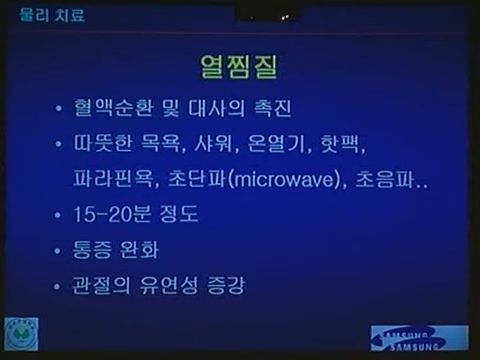 물리 치료
열찜질
• 혈액순환 및 대사의 촉진
• 따뜻한 목욕, 샤워, 온열기, 핫팩,
파라핀욕, 초단파(microwave), 초음파..
• 15-20분 정도
• 통증 완화
• 관절의 유연성 증강
SAMSUNG
SAMSUNG